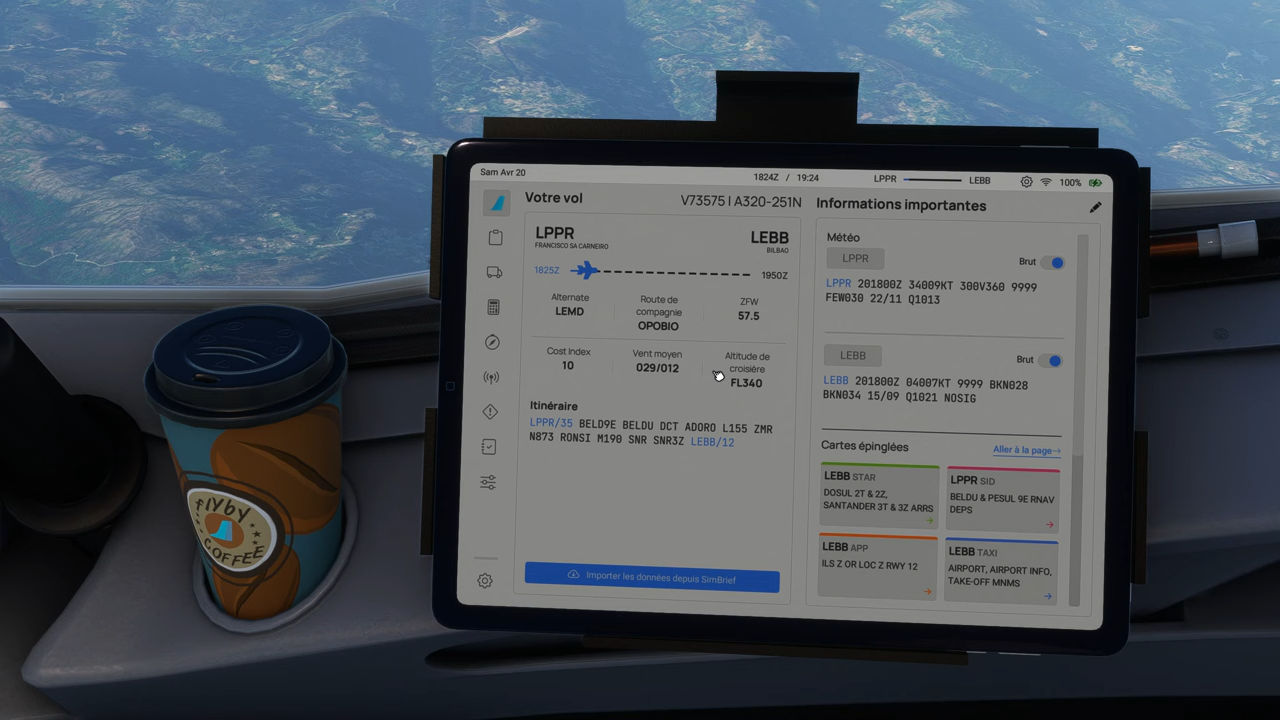 Sam Avr 20
1824Z / 19:24
LPPR
LEBB
100%
Votre vol
V73575 | A320-251N
LPPR
FRANCISCO SA CARNEIRO
LEBB
BILBAO
1825Z
1950Z
Alternate
LEMD
Route de
compagnie
OPOBIO
ZFW
57.5
Cost Index
10
Vent moyen
029/012
Altitude de
croisière
FL340
Itinéraire
LPPR/35 BELD9E BELDU DCT ADORO L155 ZMR
N873 RONSI M190 SNR SNR3Z LEBB/12
Importer les données depuis SimBrief
Informations importantes
Météo
LPPR
Brut
LPPR 201800Z 34009KT 300V360 9999
FEW030 22/11 Q1013
LEBB
Brut
LEBB 201800Z 04007KT 9999 BKN028
BKN034 15/09 Q1021 NOSIG
Cartes épinglées
Aller à la page→
LEBB STAR
DOSUL 2T & 2Z,
SANTANDER 3T & 3Z ARRS
LPPR SID
BELDU & PESUL 9E RNAV
DEPS
LEBB APP
ILS Z OR LOC Z RWY 12
LEBB TAXI
AIRPORT, AIRPORT INFO,
TAKE-OFF MNMS
flyby
COFFEE